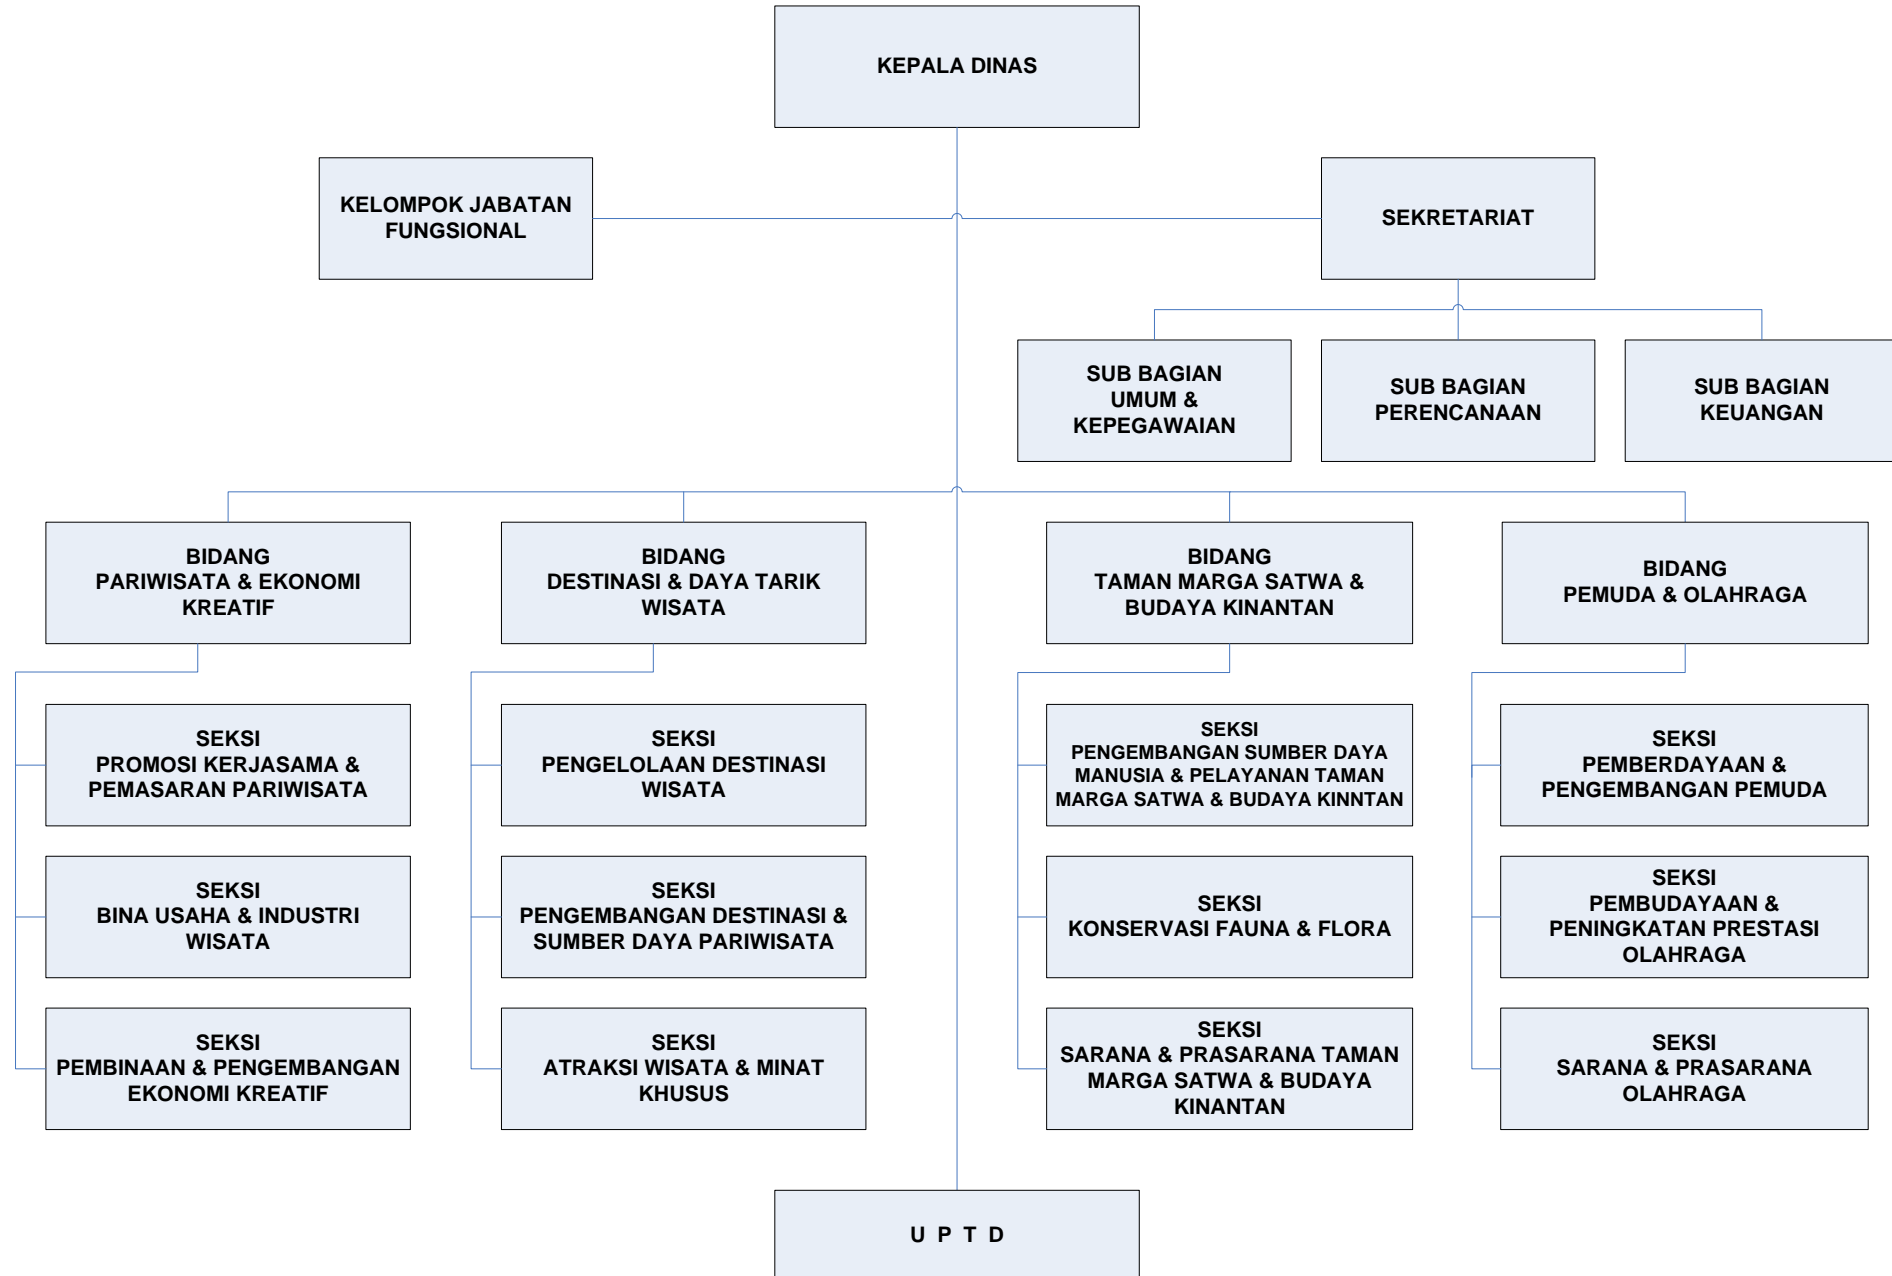 KEPALA DINAS
KELOMPOK JABATAN
FUNGSIONAL
SEKRETARIAT
SUB BAGIAN
UMUM &
KEPEGAWAIAN
SUB BAGIAN
PERENCANAAN
SUB BAGIAN
KEUANGAN
BIDANG
PARIWISATA & EKONOMI
KREATIF
BIDANG
DESTINASI & DAYA TARIK
WISATA
BIDANG
TAMAN MARGA SATWA &
BUDAYA KINANTAN
BIDANG
PEMUDA & OLAHRAGA
SEKSI
PROMOSI KERJASAMA &
PEMASARAN PARIWISATA
SEKSI
PENGELOLAAN DESTINASI
WISATA
SEKSI
PENGEMBANGAN SUMBER DAYA
MANUSIA & PELAYANAN TAMAN
MARGA SATWA & BUDAYA KINNTAN
SEKSI
PEMBERDAYAAN &
PENGEMBANGAN PEMUDA
SEKSI
BINA USAHA & INDUSTRI
WISATA
SEKSI
PENGEMBANGAN DESTINASI &
SUMBER DAYA PARIWISATA
SEKSI
KONSERVASI FAUNA & FLORA
SEKSI
PEMBUDAYAAN &
PENINGKATAN PRESTASI
OLAHRAGA
SEKSI
PEMBINAAN & PENGEMBANGAN
EKONOMI KREATIF
SEKSI
ATRAKSI WISATA & MINAT
KHUSUS
SEKSI
SARANA & PRASARANA TAMAN
MARGA SATWA & BUDAYA
KINANTAN
SEKSI
SARANA & PRASARANA
OLAHRAGA
U P T D